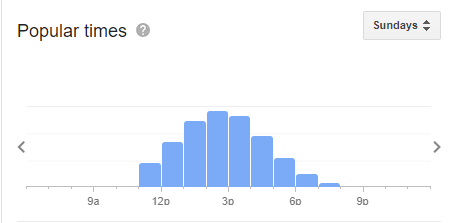 Popular times ?
Sundays
9a 12p 3p 6p 9p